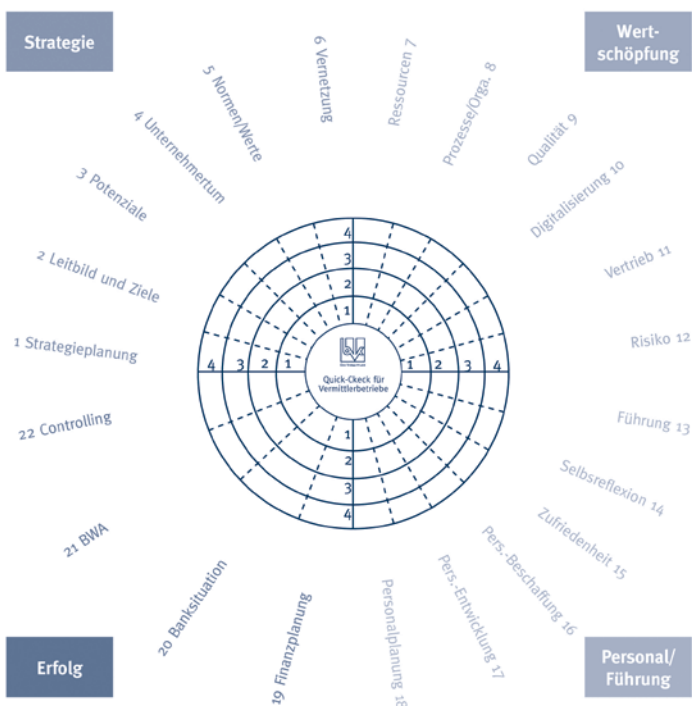 Strategie
Wert-
schöpfung
6 Vernetzung
Ressourcen 7
5 Normen/Werte
Prozesse/Orga. 8
4 Unternehmertum
Qualität 9
3 Potenziale
Digitalisierung 10
2 Leitbild und Ziele
Vertrieb 11
1 Strategieplanung
Risiko 12
4
3
2
1
4 3 2 1
1 2 3 4
Quick-Ckeck für
Vermittlerbetriebe
1
2
3
4
22 Controlling
Führung 13
Selbsreflexion 14
21 BWA
Zufriedenheit 15
20 Banksituation
Pers.-Beschaffung 16
19 Finanzplanung
Pers.-Entwicklung 17
Personalplanung 18
Erfolg
Personal/
Führung